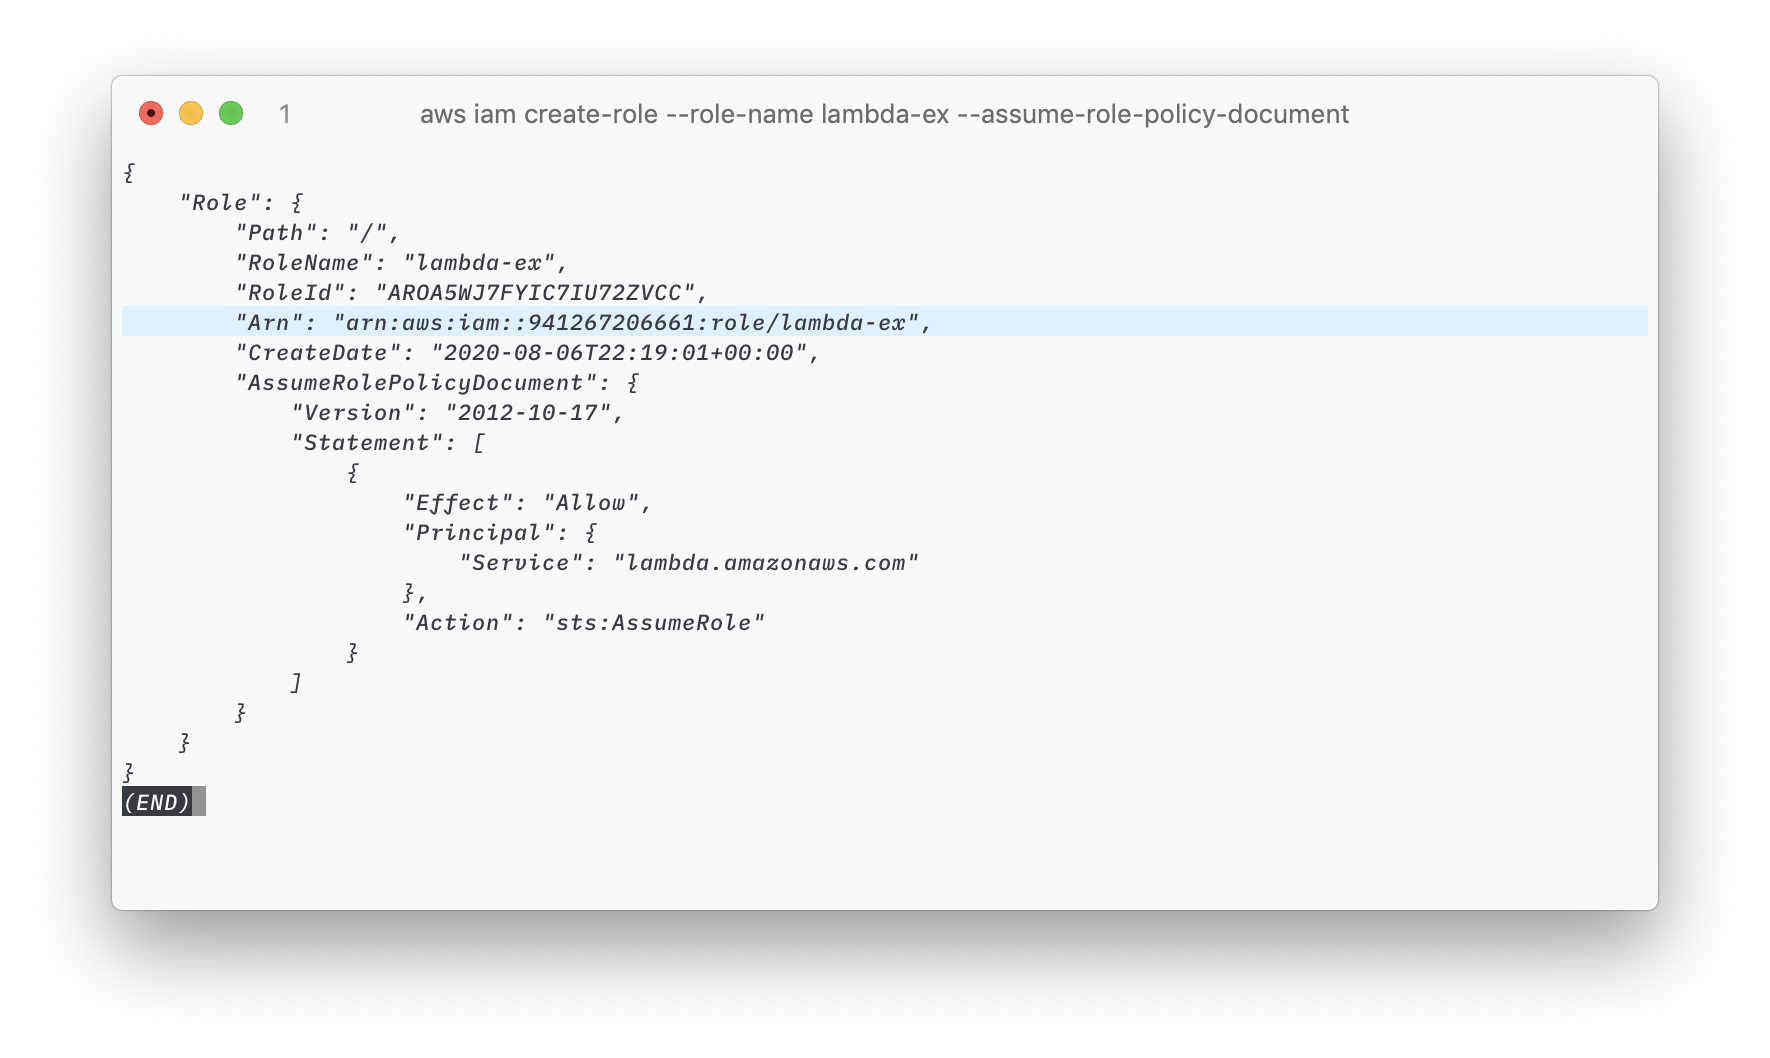 1 aws iam create-role --role-name lambda-ex --assume-role-policy-document
{
    "Role": {
        "Path": "/",
        "RoleName": "lambda-ex",
        "RoleId": "AROA5WJ7FYIC7IU72ZVCC",
        "Arn": "arn:aws:iam::941267206661:role/lambda-ex",
        "CreateDate": "2020-08-06T22:19:01+00:00",
        "AssumeRolePolicyDocument": {
            "Version": "2012-10-17",
            "Statement": [
                {
                    "Effect": "Allow",
                    "Principal": {
                        "Service": "lambda.amazonaws.com"
                    },
                    "Action": "sts:AssumeRole"
                }
            ]
        }
    }
}
(END)